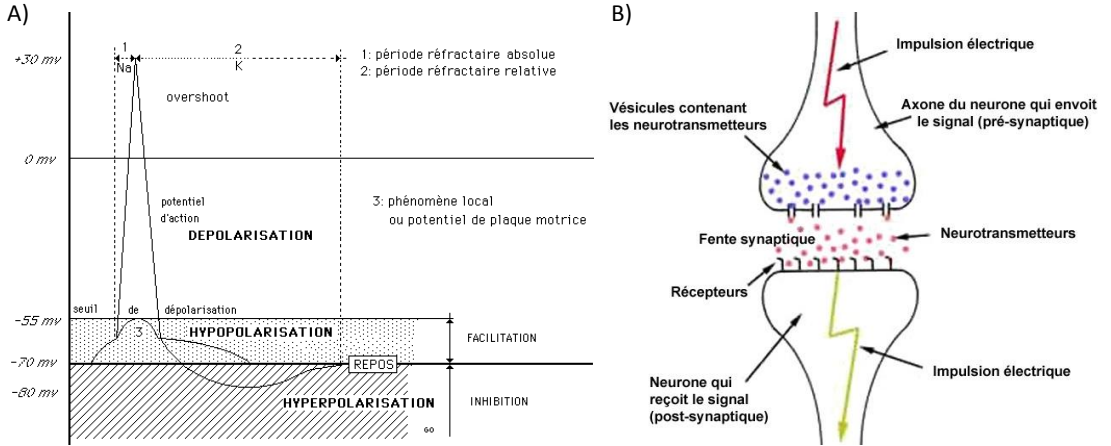 A)
+30 mv
1
2
Na
K
1: période réfractaire absolue
2: période réfractaire relative
overshoot
0 mv
potentiel
d'action
DEPOLARISATION
3: phénomène local
ou potentiel de plaque motrice
seuil de dépolarisation
-55 mv
3
HYPOPOLARISATION
FACILITATION
-70 mv
REPOS
-80 mv
HYPERPOLARISATION
INHIBITION
GO
B)
Impulsion électrique
Vésicules contenant
les neurotransmetteurs
Axone du neurone qui envoit
le signal (pré-synaptique)
Fente synaptique
Neurotransmetteurs
Récepteurs
Neurone qui
reçoit le signal
(post-synaptique)
Impulsion électrique